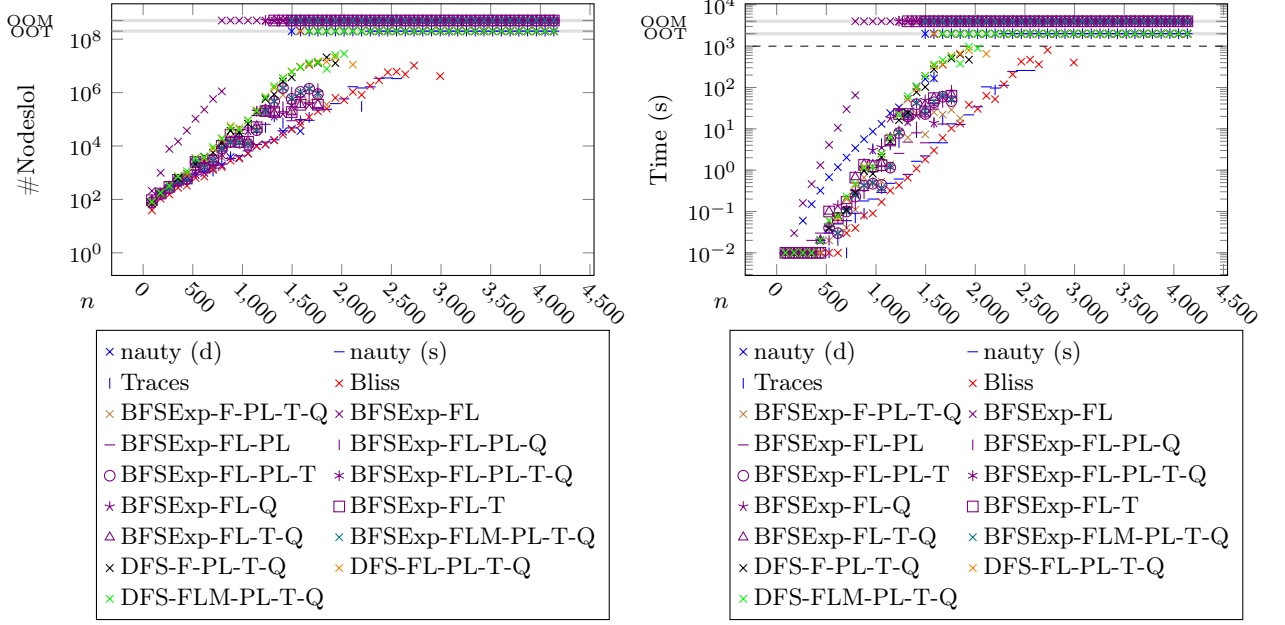 OOM
OOT
10^8
10^6
10^4
10^2
10^0
#Nodeslol
n
0
500
1,000
1,500
2,000
2,500
3,000
3,500
4,000
4,500
× nauty (d)
− nauty (s)
Traces
× Bliss
× BFSExp-F-PL-T-Q
× BFSExp-FL
− BFSExp-FL-PL
BFSExp-FL-PL-Q
BFSExp-FL-PL-T
BFSExp-FL-PL-T-Q
BFSExp-FL-Q
BFSExp-FL-T
BFSExp-FL-T-Q
× BFSExp-FLM-PL-T-Q
× DFS-F-PL-T-Q
× DFS-FL-PL-T-Q
× DFS-FLM-PL-T-Q
OOM
OOT
10^4
10^3
10^2
10^1
10^0
10^−1
10^−2
Time (s)
n
0
500
1,000
1,500
2,000
2,500
3,000
3,500
4,000
4,500
× nauty (d)
− nauty (s)
Traces
× Bliss
× BFSExp-F-PL-T-Q
× BFSExp-FL
− BFSExp-FL-PL
BFSExp-FL-PL-Q
BFSExp-FL-PL-T
BFSExp-FL-PL-T-Q
BFSExp-FL-Q
BFSExp-FL-T
BFSExp-FL-T-Q
× BFSExp-FLM-PL-T-Q
× DFS-F-PL-T-Q
× DFS-FL-PL-T-Q
× DFS-FLM-PL-T-Q